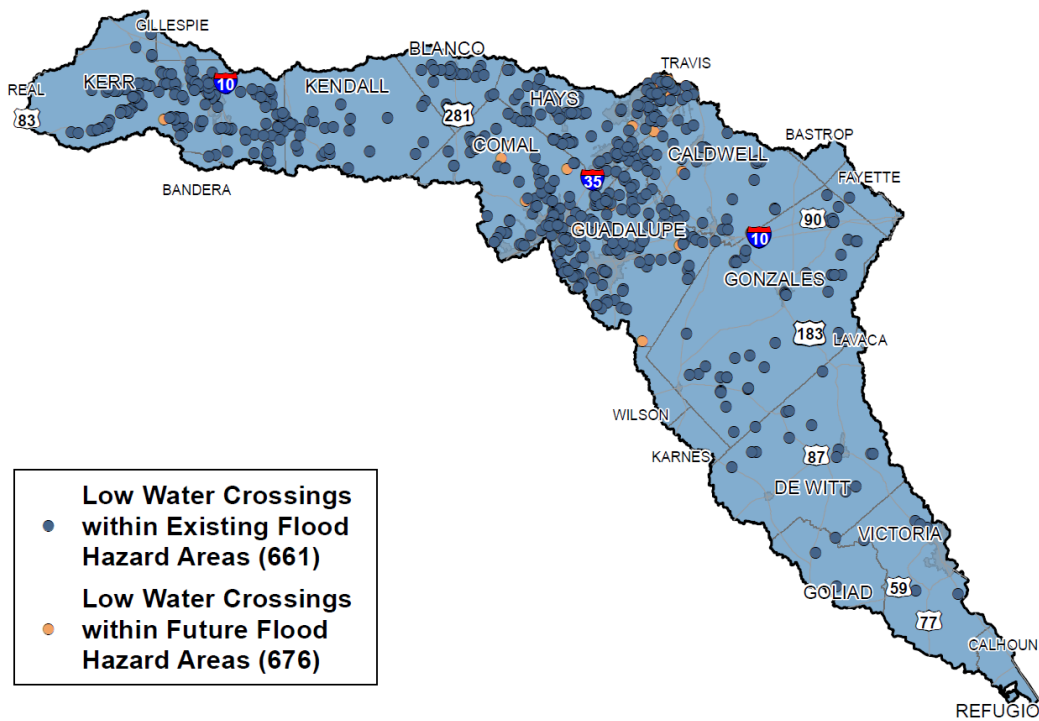 GILLESPIE
BLANCO
TRAVIS
KERR
10
KENDALL
HAYS
REAL
83
281
COMAL
BASTROP
CALDWELL
BANDERA
35
FAYETTE
90
GUADALUPE
10
GONZALES
183
LAVACA
WILSON
KARNES
87
DE WITT
VICTORIA
GOLIAD
59
77
CALHOUN
REFUGIO
Low Water Crossings
within Existing Flood
Hazard Areas (661)
Low Water Crossings
within Future Flood
Hazard Areas (676)